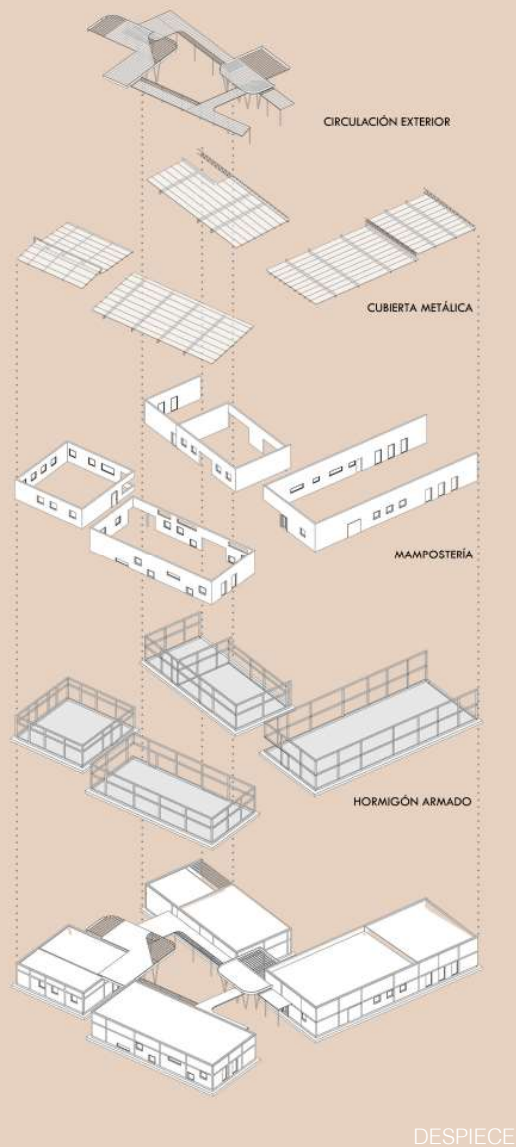 CIRCULACIÓN EXTERIOR
CUBIERTA METÁLICA
MAMPOSTERÍA
HORMIGÓN ARMADO
DESPIECE